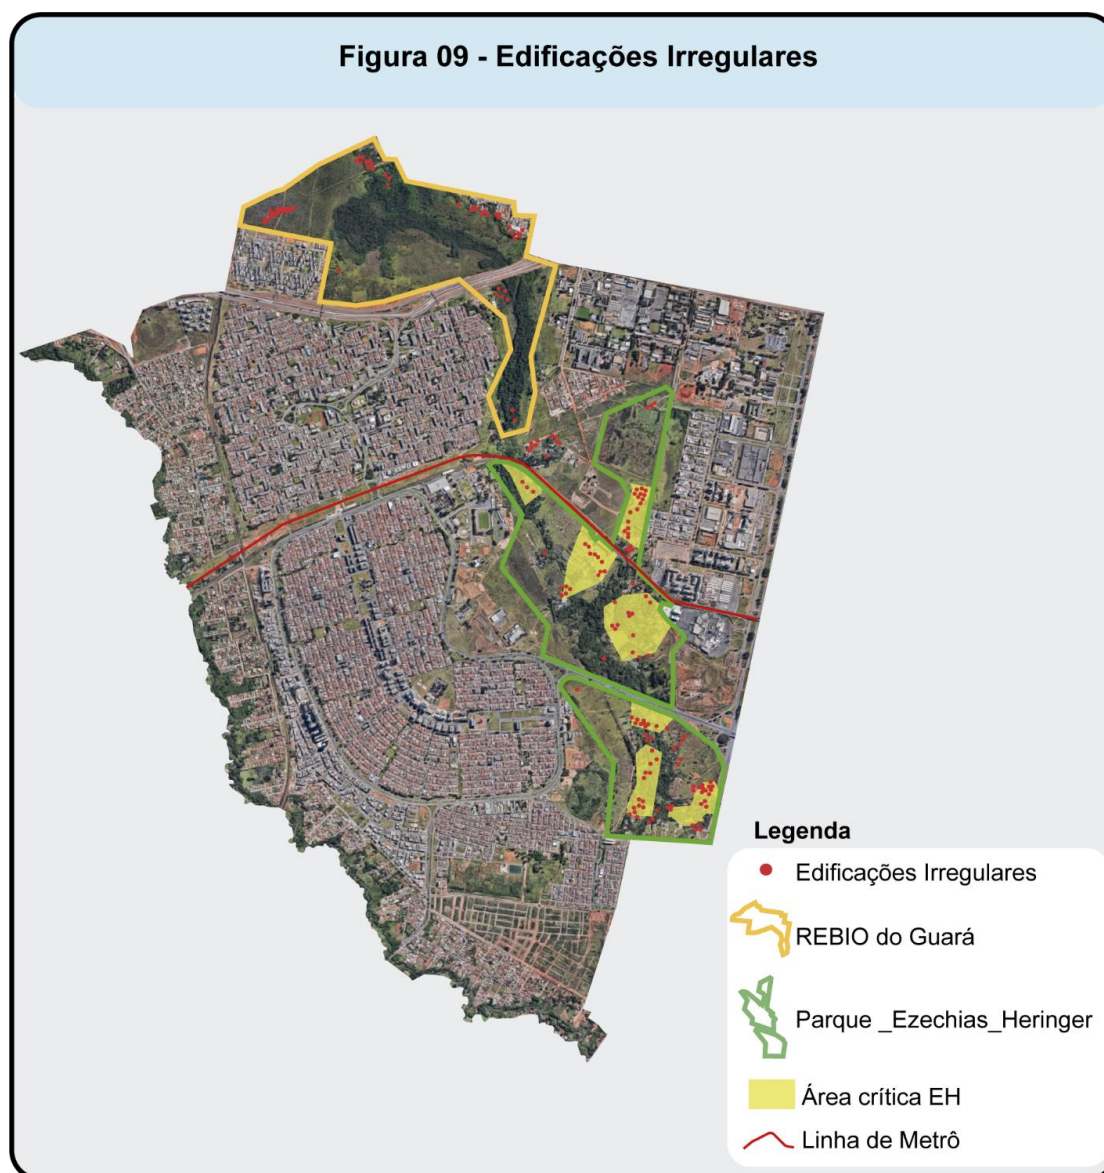 Figura 09 - Edificações Irregulares
Legenda
Edificações Irregulares
REBIO do Guará
Parque _Ezechias_Heringer
Área crítica EH
Linha de Metrô